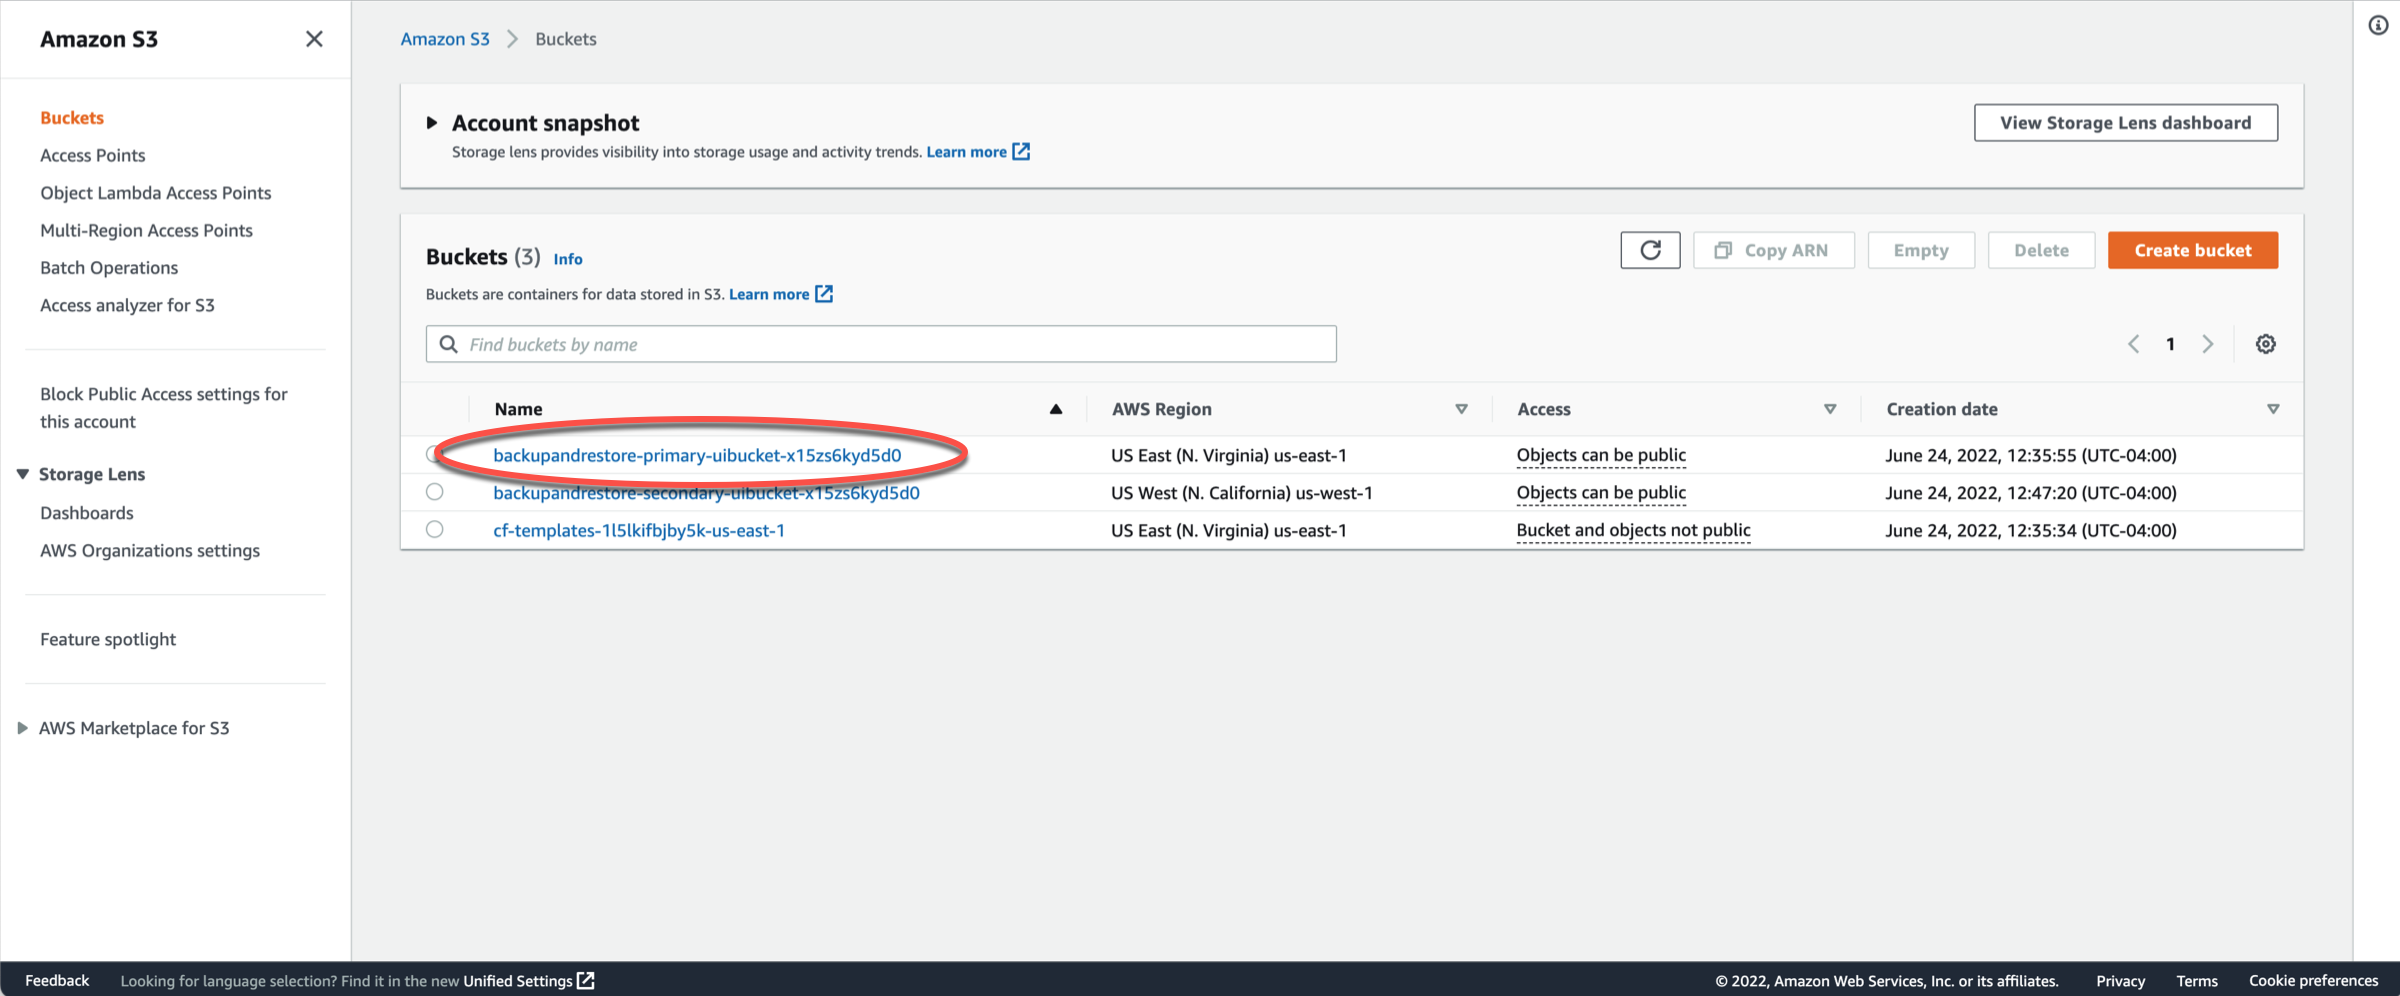 Amazon S3
Buckets
Access Points
Object Lambda Access Points
Multi-Region Access Points
Batch Operations
Access analyzer for S3
Block Public Access settings for
this account
Storage Lens
Dashboards
AWS Organizations settings
Feature spotlight
AWS Marketplace for S3
Amazon S3 Buckets
Account snapshot
View Storage Lens dashboard
Storage lens provides visibility into storage usage and activity trends. Learn more
Buckets (3) Info
Copy ARN Empty Delete Create bucket
Buckets are containers for data stored in S3. Learn more
Find buckets by name
1
Name AWS Region Access Creation date
backupandrestore-primary-uibucket-x15zs6kyd5d0 US East (N. Virginia) us-east-1 Objects can be public June 24, 2022, 12:35:55 (UTC-04:00)
backupandrestore-secondary-uibucket-x15zs6kyd5d0 US West (N. California) us-west-1 Objects can be public June 24, 2022, 12:47:20 (UTC-04:00)
cf-templates-1l5lkifbjby5k-us-east-1 US East (N. Virginia) us-east-1 Bucket and objects not public June 24, 2022, 12:35:34 (UTC-04:00)
Feedback Looking for language selection? Find it in the new Unified Settings © 2022, Amazon Web Services, Inc. or its affiliates. Privacy Terms Cookie preferences